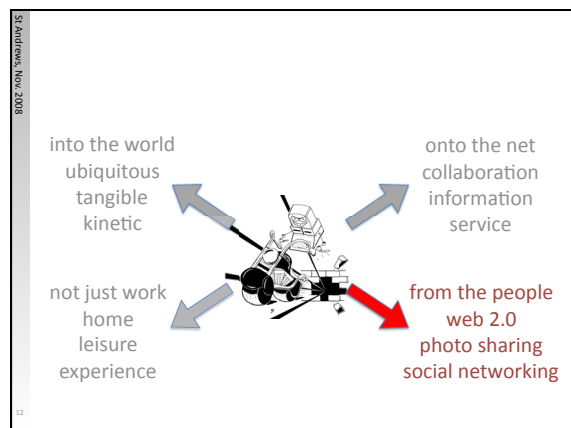 St Andrews, Nov. 2008
into the world
ubiquitous
tangible
kinetic
onto the net
collaboration
information
service
not just work
home
leisure
experience
from the people
web 2.0
photo sharing
social networking
12